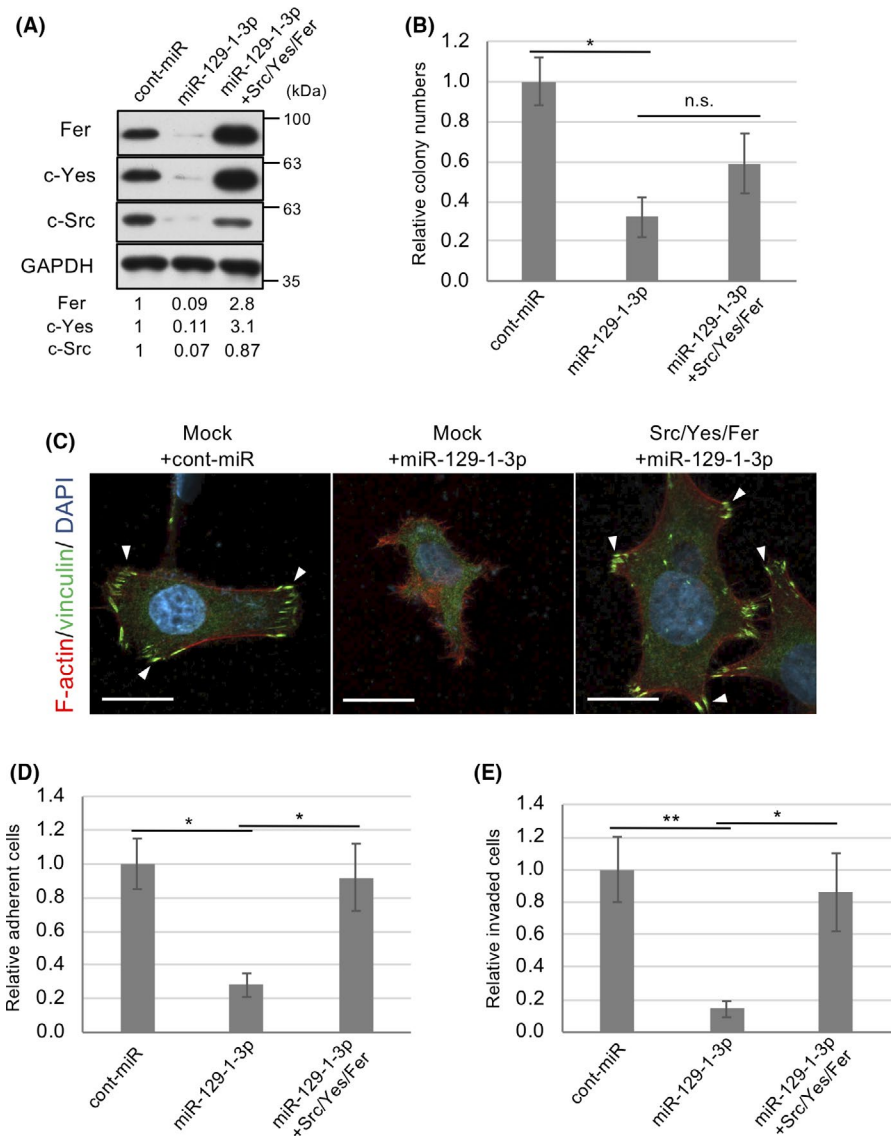 (A)
cont-miR
miR-129-1-3p
miR-129-1-3p
+Src/Yes/Fer
(kDa)
Fer
100
c-Yes
63
c-Src
63
GAPDH
35
Fer 1 0.09 2.8
c-Yes 1 0.11 3.1
c-Src 1 0.07 0.87
(B)
Relative colony numbers
1.2
1.0
0.8
0.6
0.4
0.2
0.0
*
n.s.
cont-miR
miR-129-1-3p
miR-129-1-3p
+Src/Yes/Fer
(C)
Mock
+cont-miR
Mock
+miR-129-1-3p
Src/Yes/Fer
+miR-129-1-3p
F-actin/vinculin/ DAPI
(D)
Relative adherent cells
1.4
1.2
1.0
0.8
0.6
0.4
0.2
0.0
*
*
cont-miR
miR-129-1-3p
miR-129-1-3p
+Src/Yes/Fer
(E)
Relative invaded cells
1.4
1.2
1.0
0.8
0.6
0.4
0.2
0.0
**
*
cont-miR
miR-129-1-3p
miR-129-1-3p
+Src/Yes/Fer